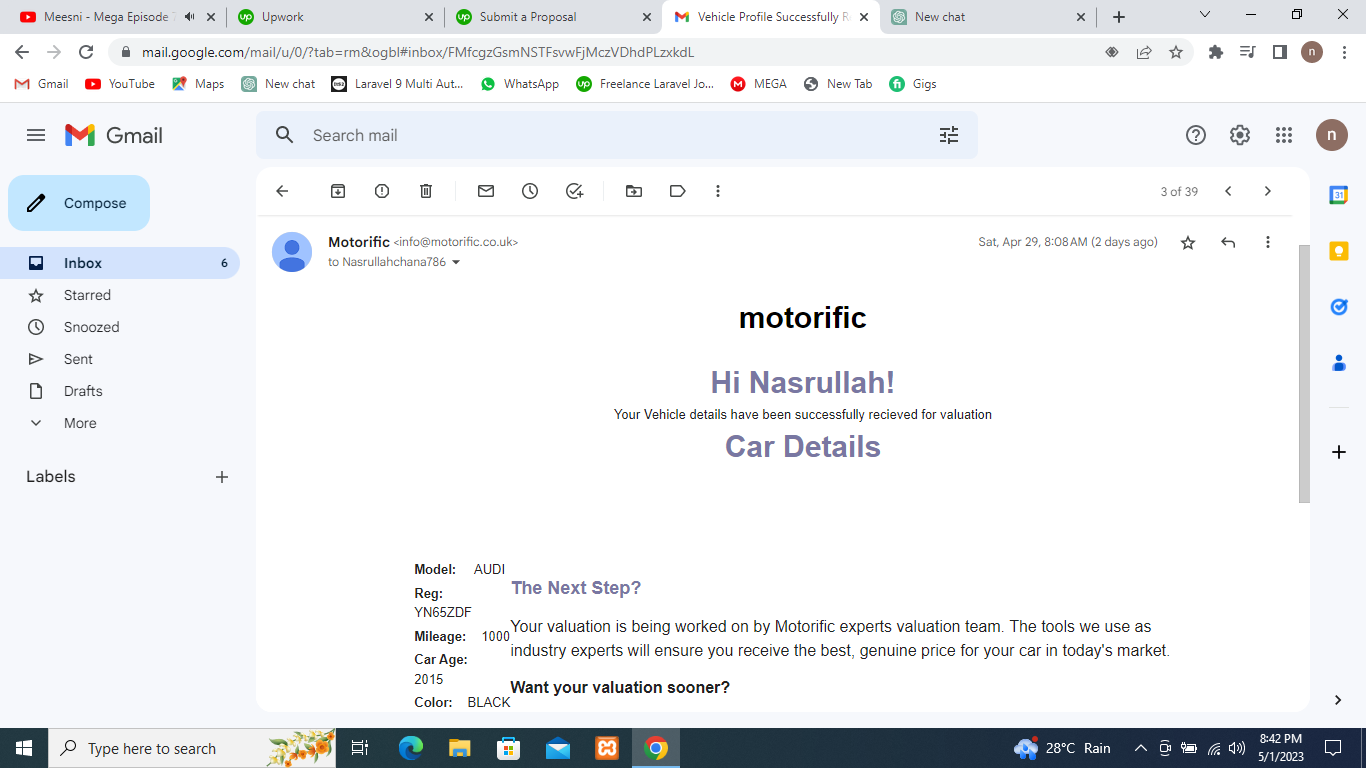 Meesni - Mega Episode
Upwork
Submit a Proposal
Vehicle Profile Successfully R
New chat
mail.google.com/mail/u/0/?tab=rm&ogbl#inbox/FMfcgzGsmNSTFsvwFjMczVDhdPLzxkdL
n
Gmail
YouTube
Maps
New chat
Laravel 9 Multi Aut...
WhatsApp
Freelance Laravel Jo...
MEGA
New Tab
Gigs
Gmail
Search mail
n
Compose
3 of 39
Inbox 6
Starred
Snoozed
Sent
Drafts
More
Labels
Motorific <info@motorific.co.uk>
Sat, Apr 29, 8:08 AM (2 days ago)
to Nasrullahchana786
motorific
Hi Nasrullah!
Your Vehicle details have been successfully recieved for valuation
Car Details
Model: AUDI
Reg:
YN65ZDF
Mileage: 1000
Car Age:
2015
Color: BLACK
The Next Step?
Your valuation is being worked on by Motorific experts valuation team. The tools we use as
industry experts will ensure you receive the best, genuine price for your car in today's market.
Want your valuation sooner?
31
Type here to search
28°C Rain
8:42 PM
5/1/2023